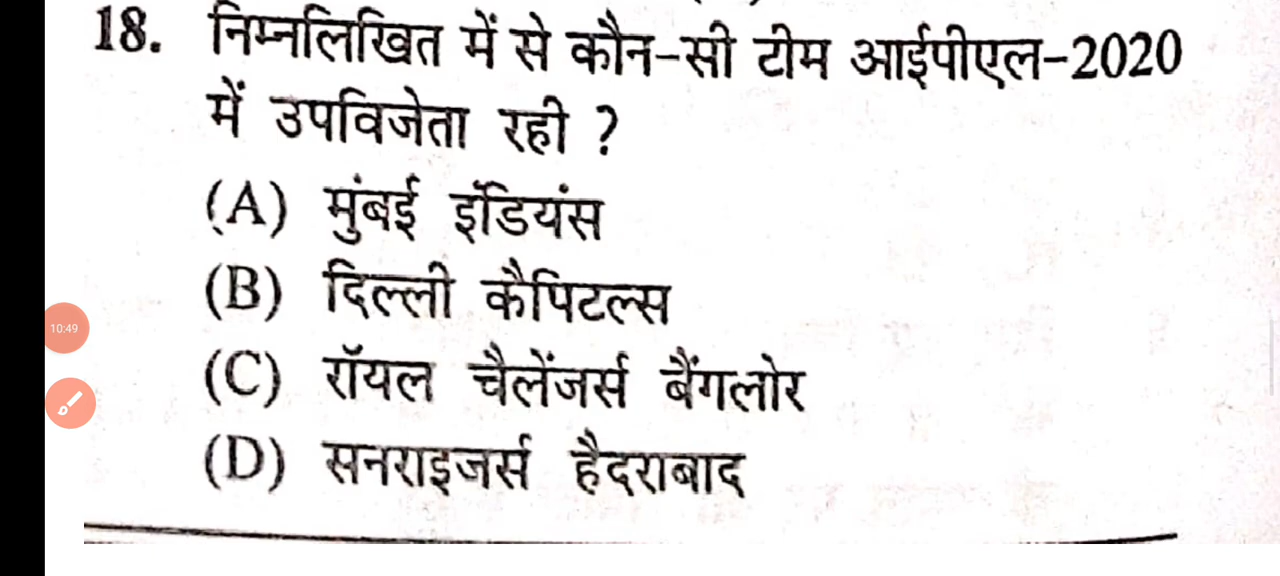 18. निम्नलिखित में से कौन-सी टीम आईपीएल-2020
में उपविजेता रही ?
(A) मुंबई इंडियंस
(B) दिल्ली कैपिटल्स
(C) रॉयल चैलेंजर्स बैंगलोर
(D) सनराइजर्स हैदराबाद
10:49